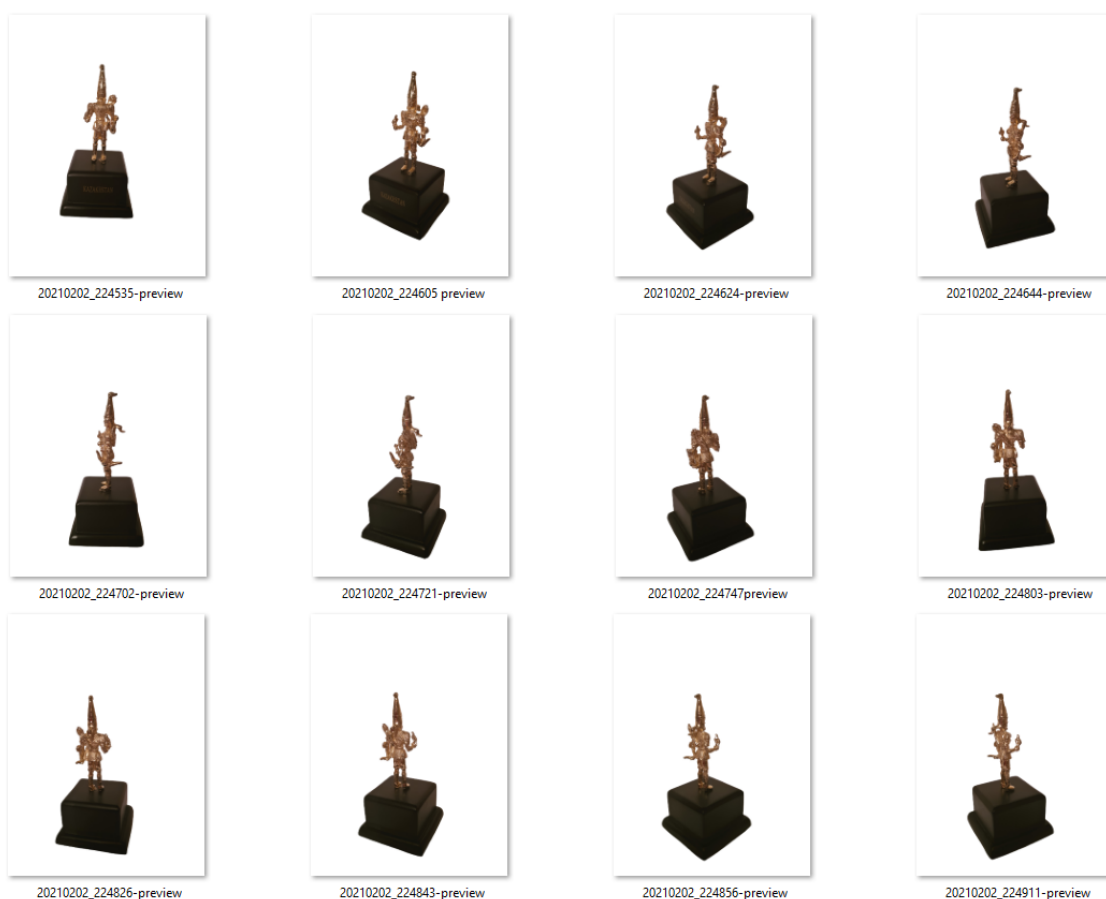 20210202_224535-preview
20210202_224605 preview
20210202_224624-preview
20210202_224644-preview
20210202_224702-preview
20210202_224721-preview
20210202_224747preview
20210202_224803-preview
20210202_224826-preview
20210202_224843-preview
20210202_224856-preview
20210202_224911-preview